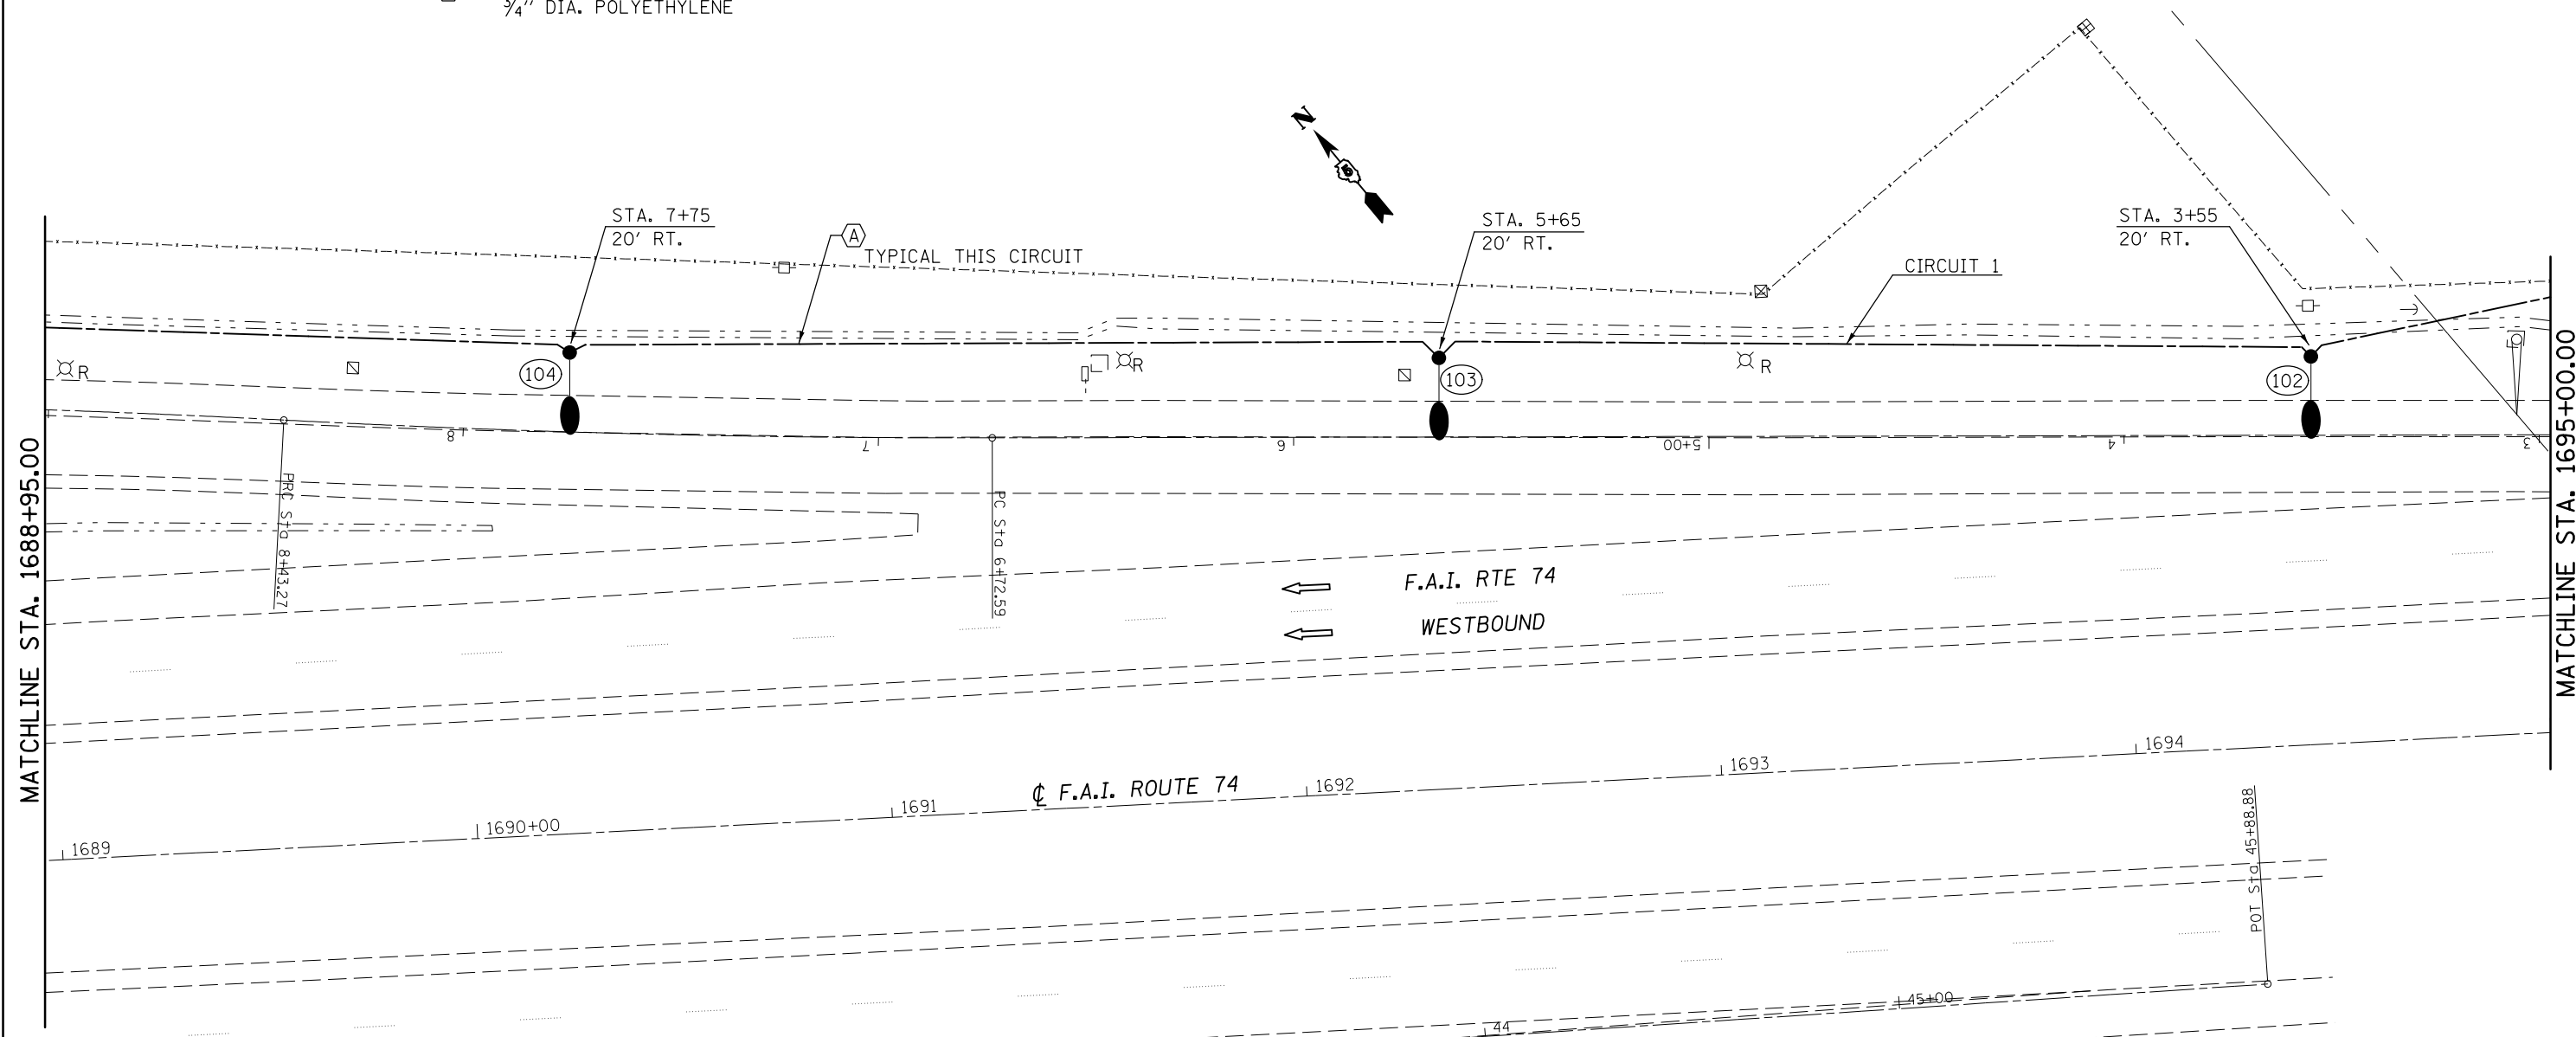 3/4" DIA. POLYETHYLENE
N
STA. 7+75
20' RT.
A
TYPICAL THIS CIRCUIT
STA. 5+65
20' RT.
STA. 3+55
20' RT.
CIRCUIT 1
R
104
R
103
R
102
8
7
6
5+00
4
3
MATCHLINE STA. 1688+95.00
MATCHLINE STA. 1695+00.00
PRC Sta 8+43.27
PC Sta 6+72.59
F.A.I. RTE 74
WESTBOUND
℄ F.A.I. ROUTE 74
1689
1690+00
1691
1692
1693
1694
POT Sta 45+88.88
44
45+00